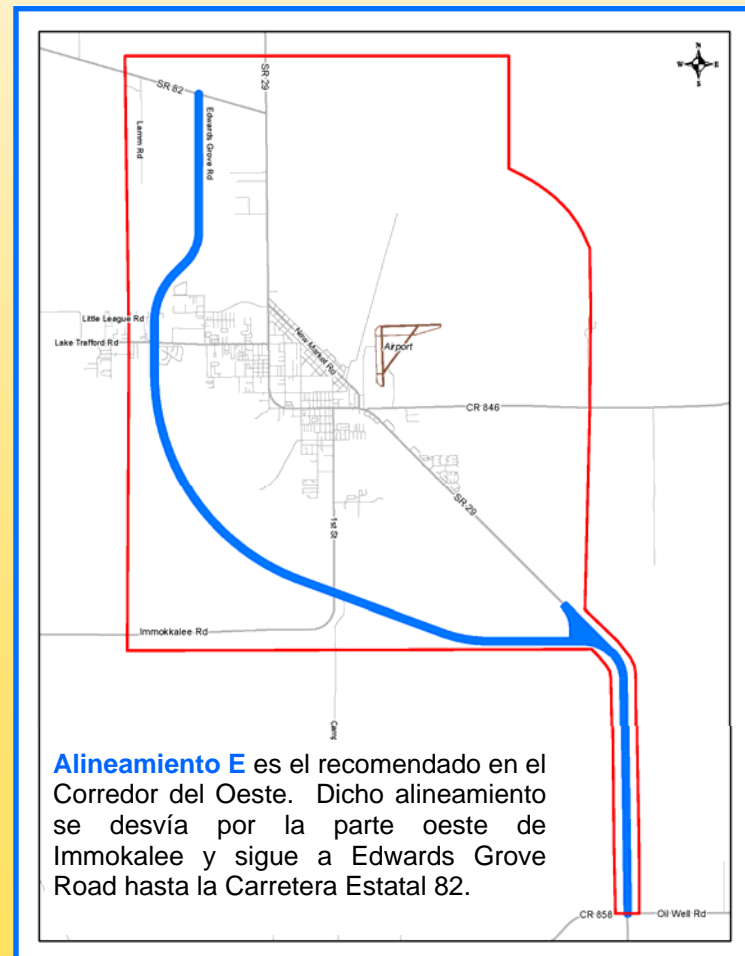 N
W E
S
SR 82
SR 29
Edwards Grove Rd
Lamm Rd
Little League Rd
Lake Trafford Rd
New Market Rd
Airport
CR 846
SR 29
1st St
Immokkalee Rd
Camp
Alineamiento E es el recomendado en el
Corredor del Oeste. Dicho alineamiento
se desvía por la parte oeste de
Immokalee y sigue a Edwards Grove
Road hasta la Carretera Estatal 82.
CR 858
Oil Well Rd